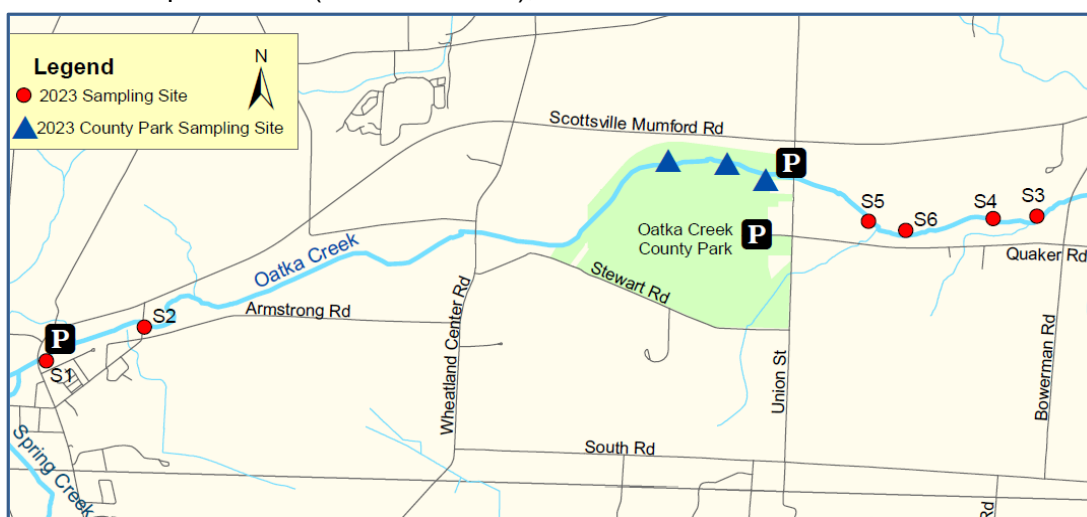 Legend
N
2023 Sampling Site
2023 County Park Sampling Site
Scottsville Mumford Rd
P
S5
S6
S4
S3
Oatka Creek
County Park
P
Quaker Rd
Oatka Creek
Stewart Rd
Armstrong Rd
S2
P
S1
Wheatland Center Rd
Union St
Bowerman Rd
Spring Creek
South Rd
Rd